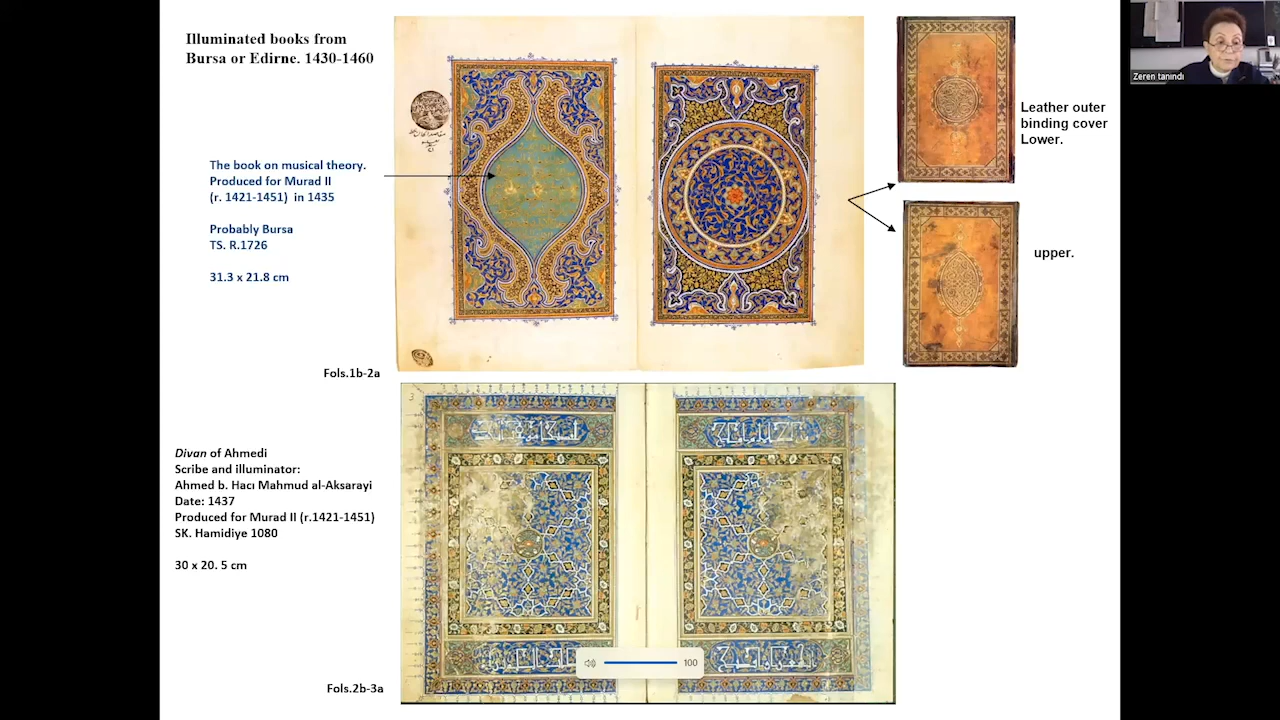 Illuminated books from
Bursa or Edirne. 1430-1460
The book on musical theory.
Produced for Murad II
(r. 1421-1451) in 1435
Probably Bursa
TS. R.1726
31.3 x 21.8 cm
Fols.1b-2a
Leather outer
binding cover
Lower.
upper.
Divan of Ahmedi
Scribe and illuminator:
Ahmed b. Hacı Mahmud al-Aksarayi
Date: 1437
Produced for Murad II (r.1421-1451)
SK. Hamidiye 1080
30 x 20. 5 cm
Fols.2b-3a
100
Zeren tanındı